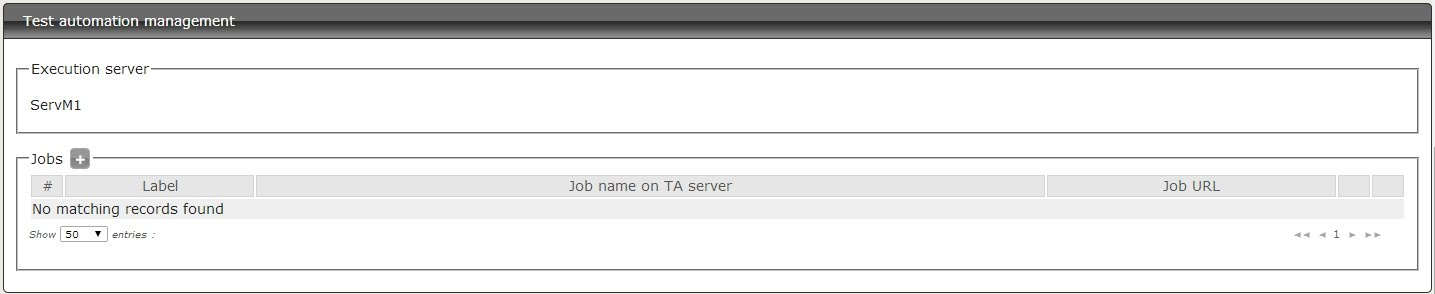 Test automation management
Execution server
ServM1
Jobs +
# Label Job name on TA server Job URL
No matching records found
Show 50 ▼ entries : ◄◄ ◄ 1 ► ►►